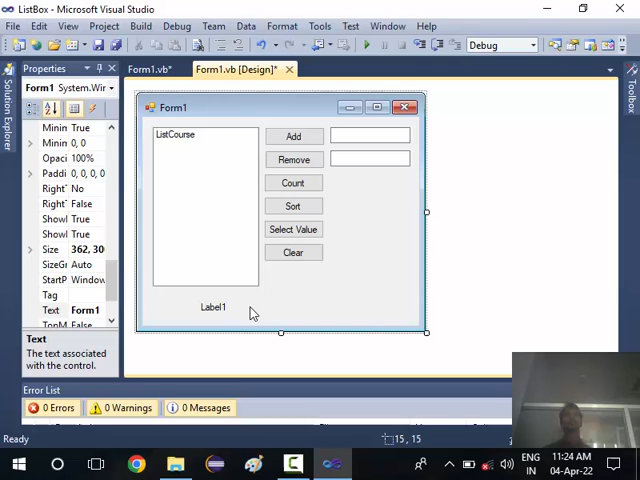 ListBox - Microsoft Visual Studio
File Edit View Project Build Debug Team Data Format Tools Test Window Help
Debug
Properties
Form1.vb*
Form1.vb [Design]*
Solution Explorer
Toolbox
Form1 System.Wir
Minin True
Minin 0, 0
Opaci 100%
Paddi 0, 0, 0, 0
Right No
Right False
Show True
Show True
Size 362, 30
SizeG Auto
StartP Window
Tag
Text Form1
TopM False
Text
The text associated
with the control.
Form1
ListCourse
Add
Remove
Count
Sort
Select Value
Clear
Label1
Error List
0 Errors
0 Warnings
0 Messages
Ready
15, 15
ENG
IN
11:24 AM
04-Apr-22